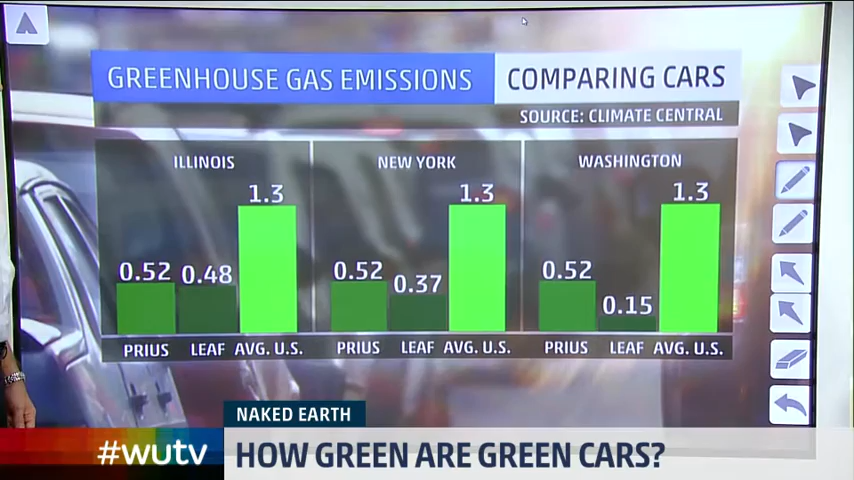 GREENHOUSE GAS EMISSIONS COMPARING CARS
SOURCE: CLIMATE CENTRAL
ILLINOIS NEW YORK WASHINGTON
1.3 1.3 1.3
0.52 0.48 0.52 0.37 0.52 0.15
PRIUS LEAF AVG. U.S. PRIUS LEAF AVG. U.S. PRIUS LEAF AVG. U.S.
NAKED EARTH
#wutv HOW GREEN ARE GREEN CARS?